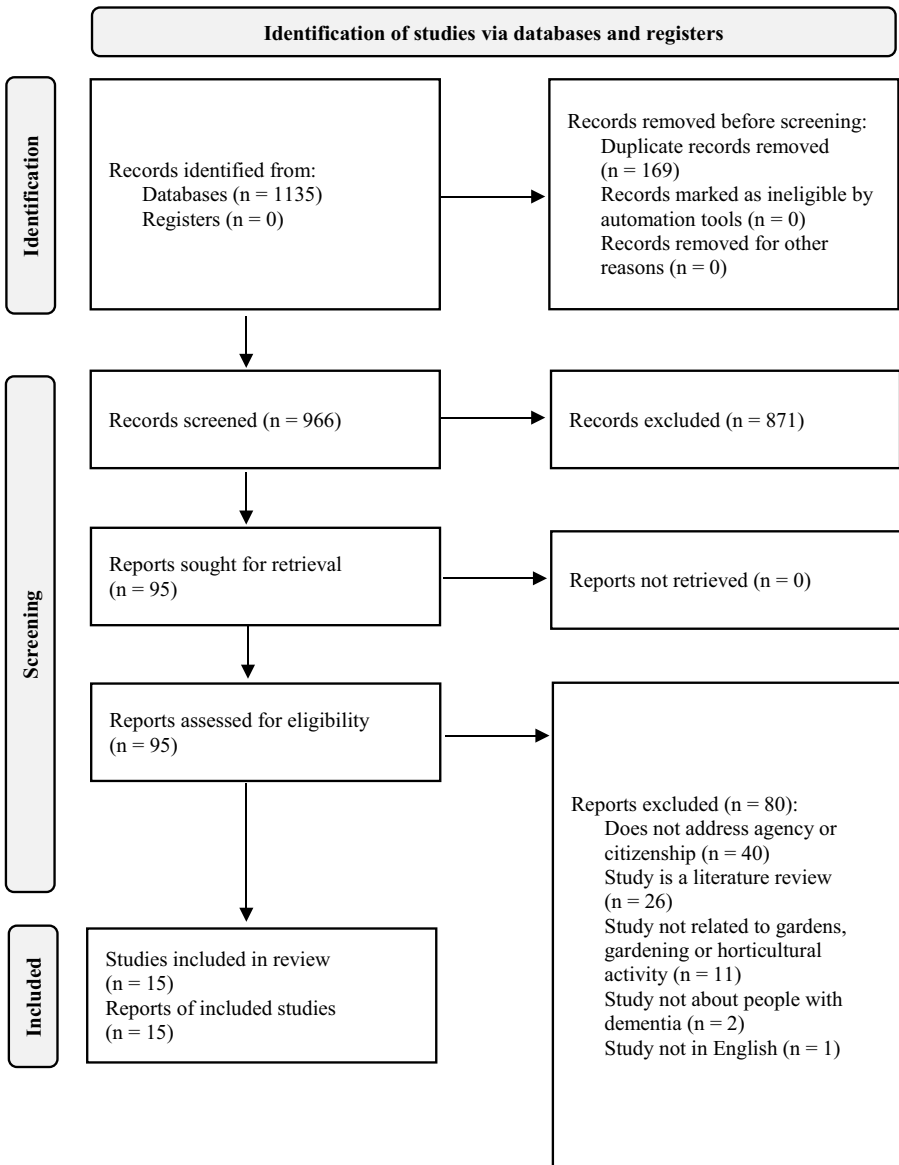 Identification of studies via databases and registers
Identification
Records identified from:
Databases (n = 1135)
Registers (n = 0)
Records removed before screening:
Duplicate records removed
(n = 169)
Records marked as ineligible by
automation tools (n = 0)
Records removed for other
reasons (n = 0)
Screening
Records screened (n = 966)
Records excluded (n = 871)
Reports sought for retrieval
(n = 95)
Reports not retrieved (n = 0)
Reports assessed for eligibility
(n = 95)
Reports excluded (n = 80):
Does not address agency or
citizenship (n = 40)
Study is a literature review
(n = 26)
Study not related to gardens,
gardening or horticultural
activity (n = 11)
Study not about people with
dementia (n = 2)
Study not in English (n = 1)
Included
Studies included in review
(n = 15)
Reports of included studies
(n = 15)